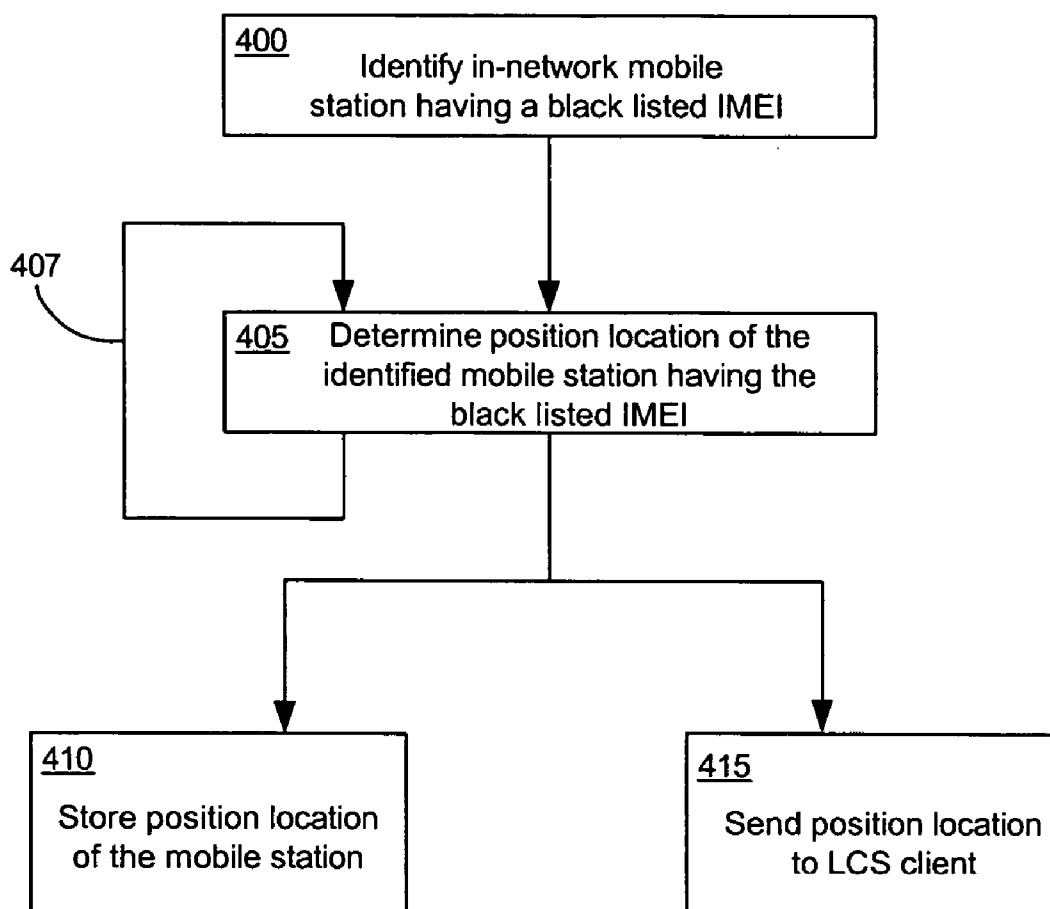 400
Identify in-network mobile
station having a black listed IMEI
407
405
Determine position location of the
identified mobile station having the
black listed IMEI
410
Store position location
of the mobile station
415
Send position location
to LCS client